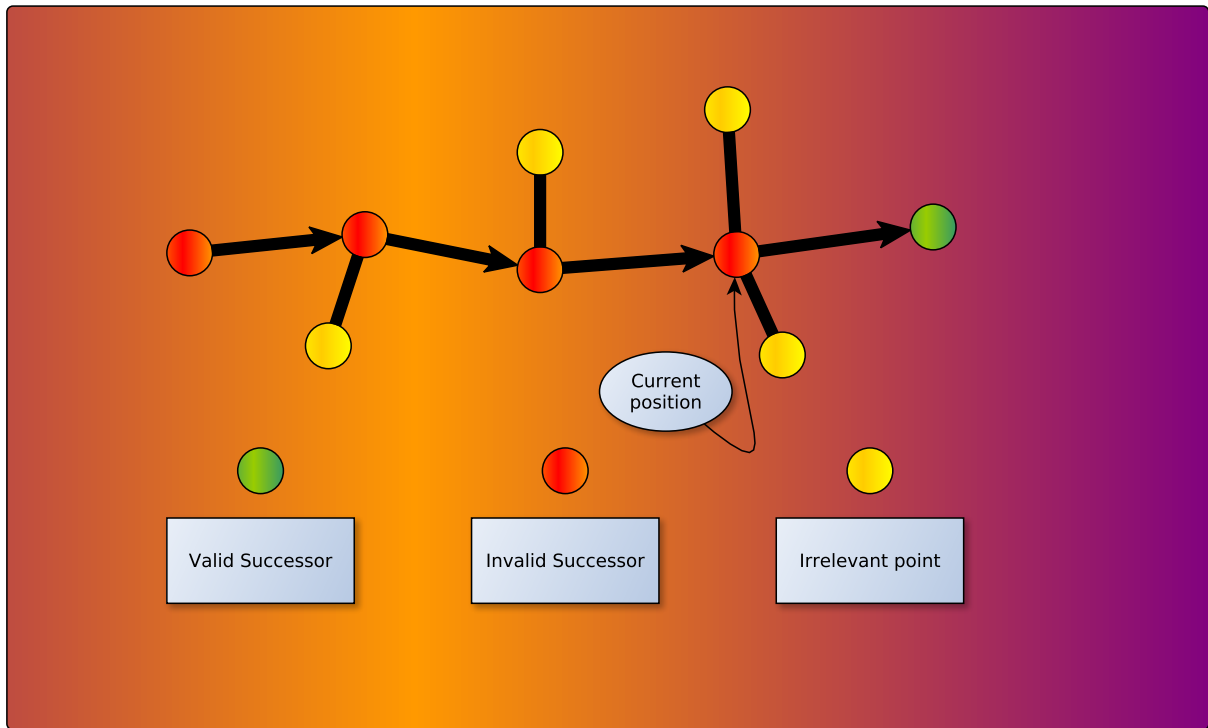 Current
position
Valid Successor
Invalid Successor
Irrelevant point